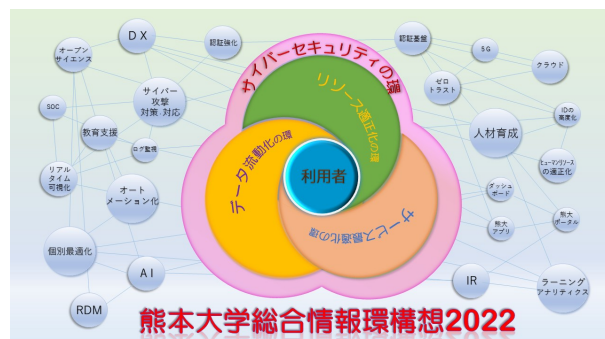 DX
認証強化
オープン
サイエンス
サイバー
攻撃
対策・対応
SOC
教育支援
ログ監視
リアル
タイム
可視化
オート
メーション化
個別最適化
AI
RDM
サイバーセキュリティの環
リソース適正化の環
データ流動化の環
利用者
サービス最適化の環
認証基盤
5G
クラウド
ゼロ
トラスト
IDの
高度化
人材育成
ヒューマンリソース
の適正化
ダッシュ
ボード
熊大
アプリ
熊大
ポータル
IR
ラーニング
アナリティクス
熊本大学総合情報環構想2022